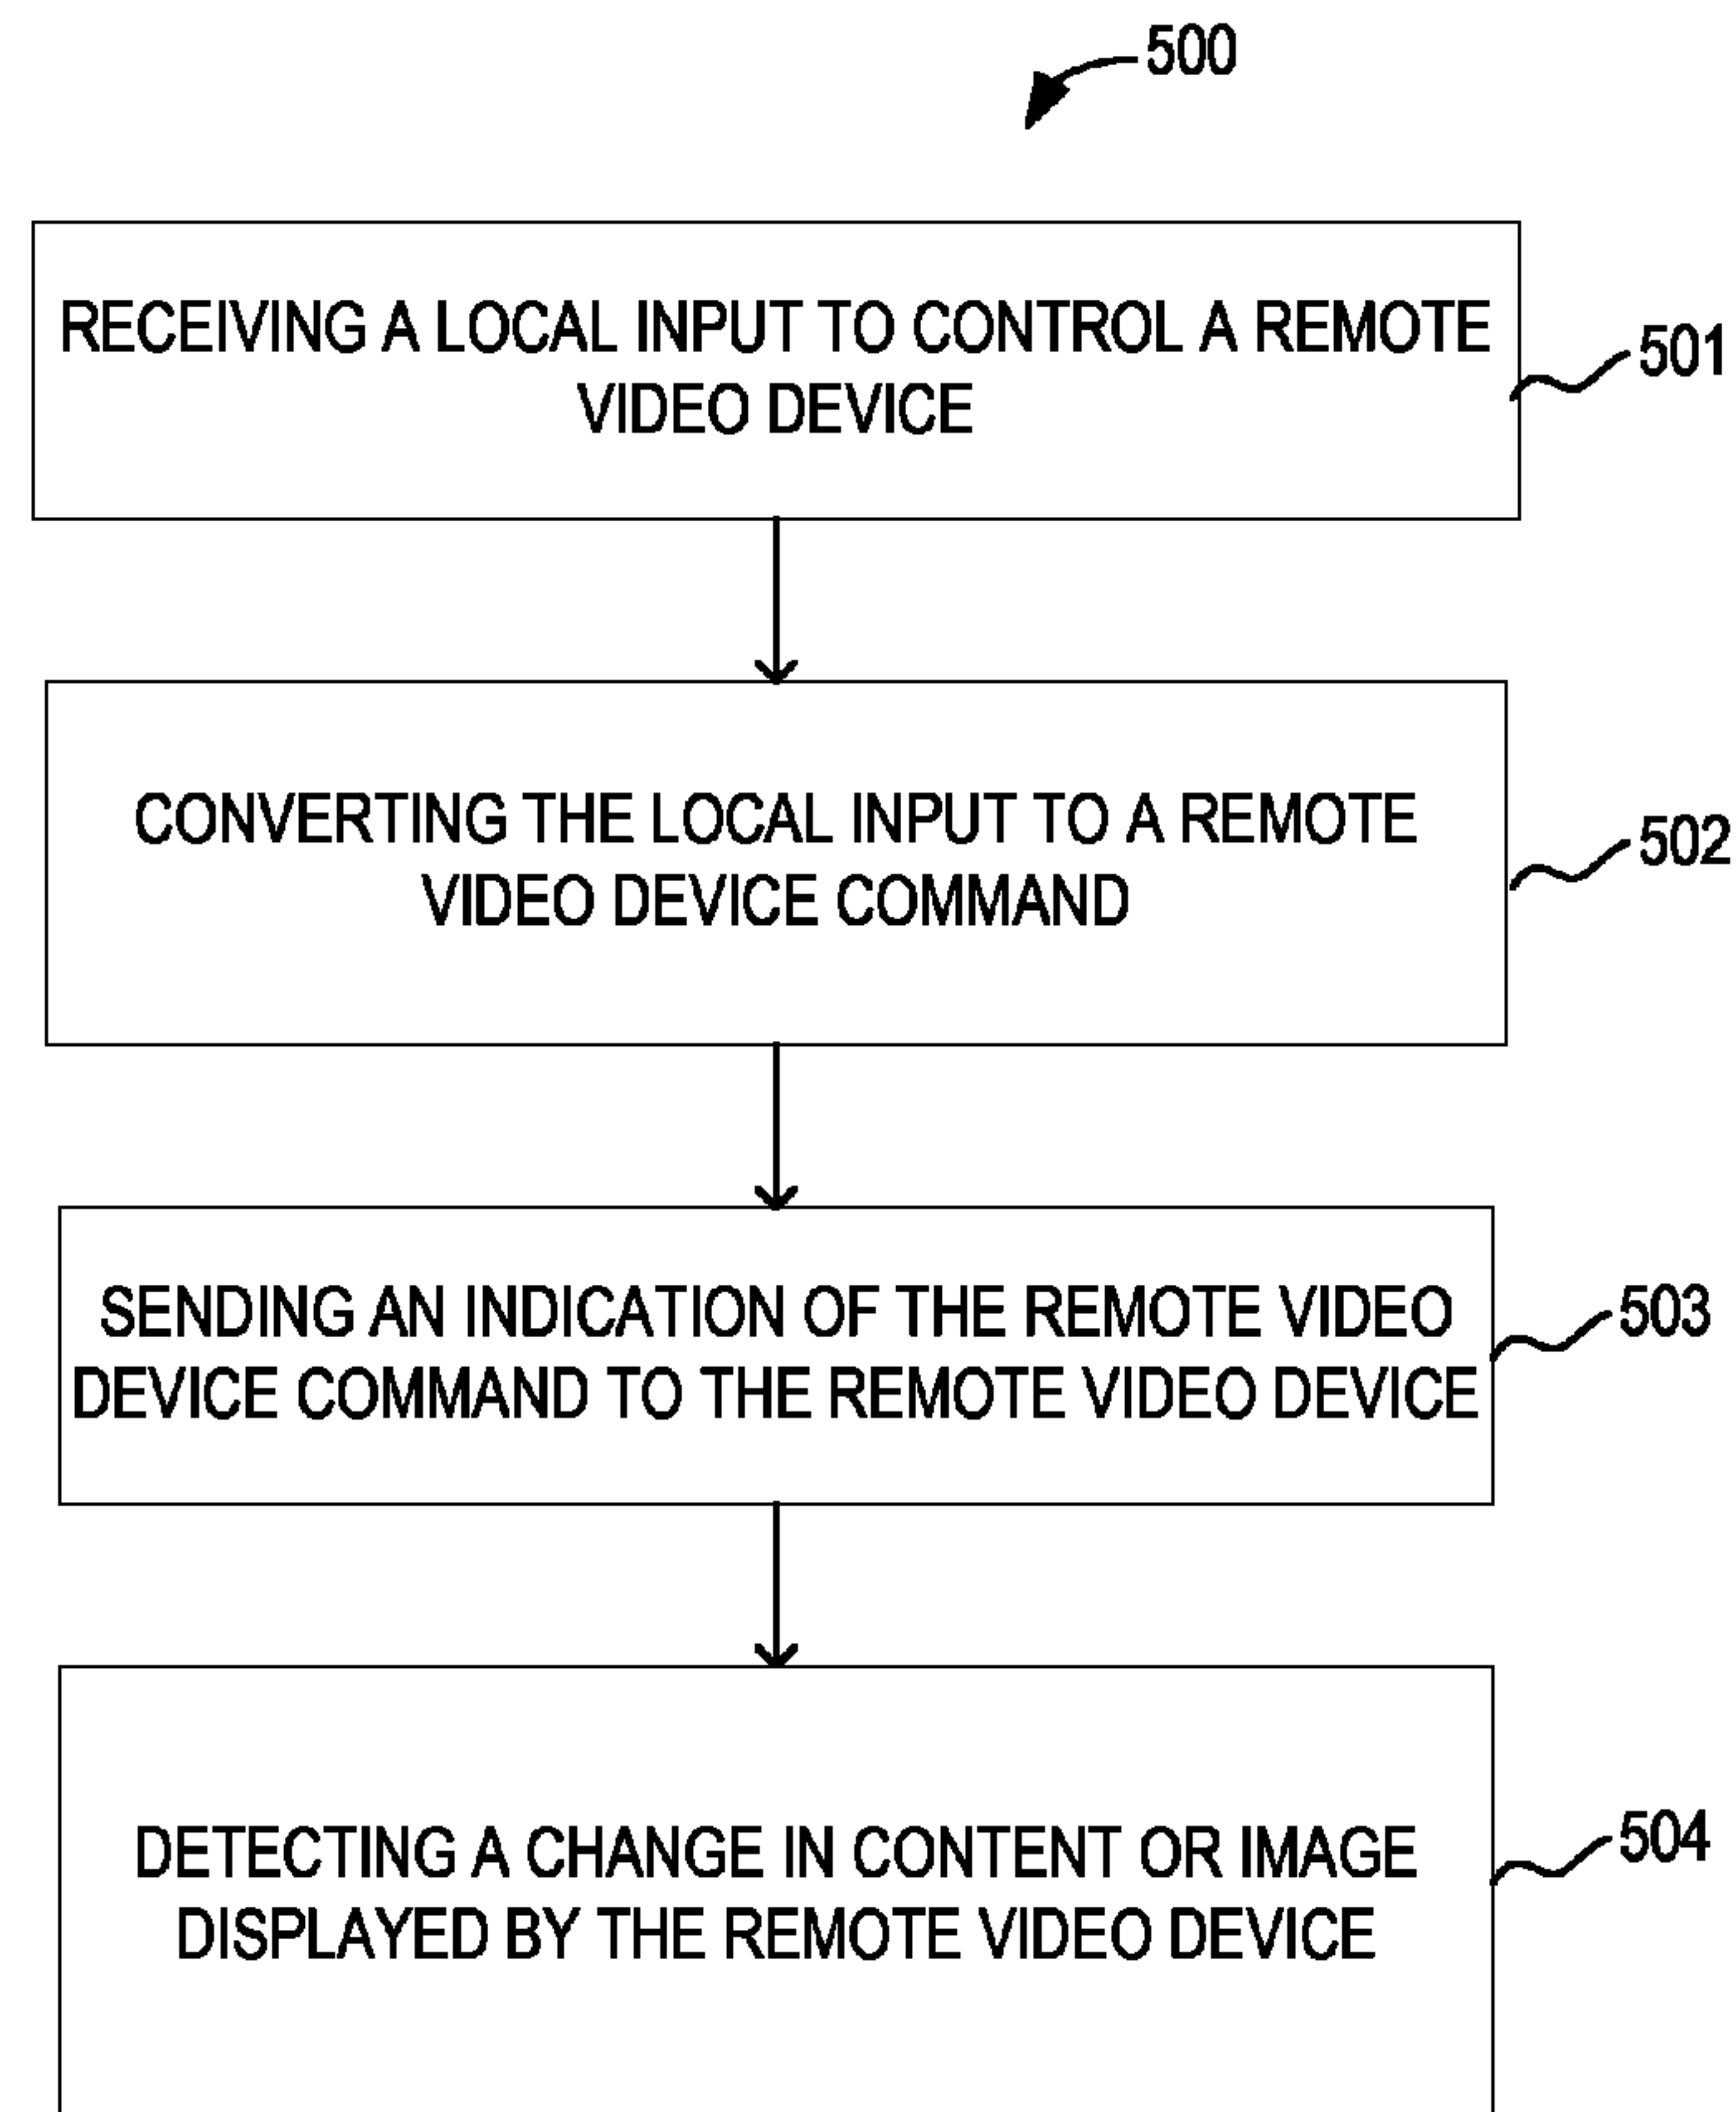 500
RECEIVING A LOCAL INPUT TO CONTROL A REMOTE
VIDEO DEVICE
501
CONVERTING THE LOCAL INPUT TO A REMOTE
VIDEO DEVICE COMMAND
502
SENDING AN INDICATION OF THE REMOTE VIDEO
DEVICE COMMAND TO THE REMOTE VIDEO DEVICE
503
DETECTING A CHANGE IN CONTENT OR IMAGE
DISPLAYED BY THE REMOTE VIDEO DEVICE
504